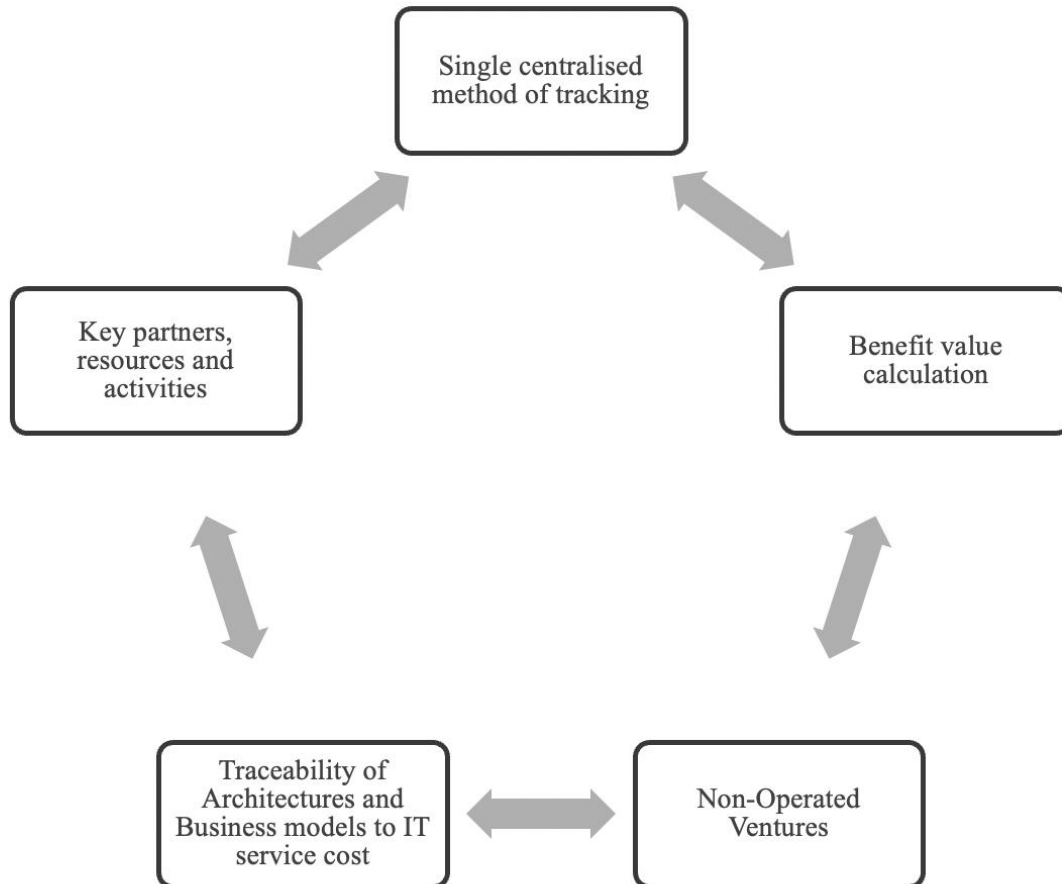 Single centralised
method of tracking
Key partners,
resources and
activities
Benefit value
calculation
Traceability of
Architectures and
Business models to IT
service cost
Non-Operated
Ventures